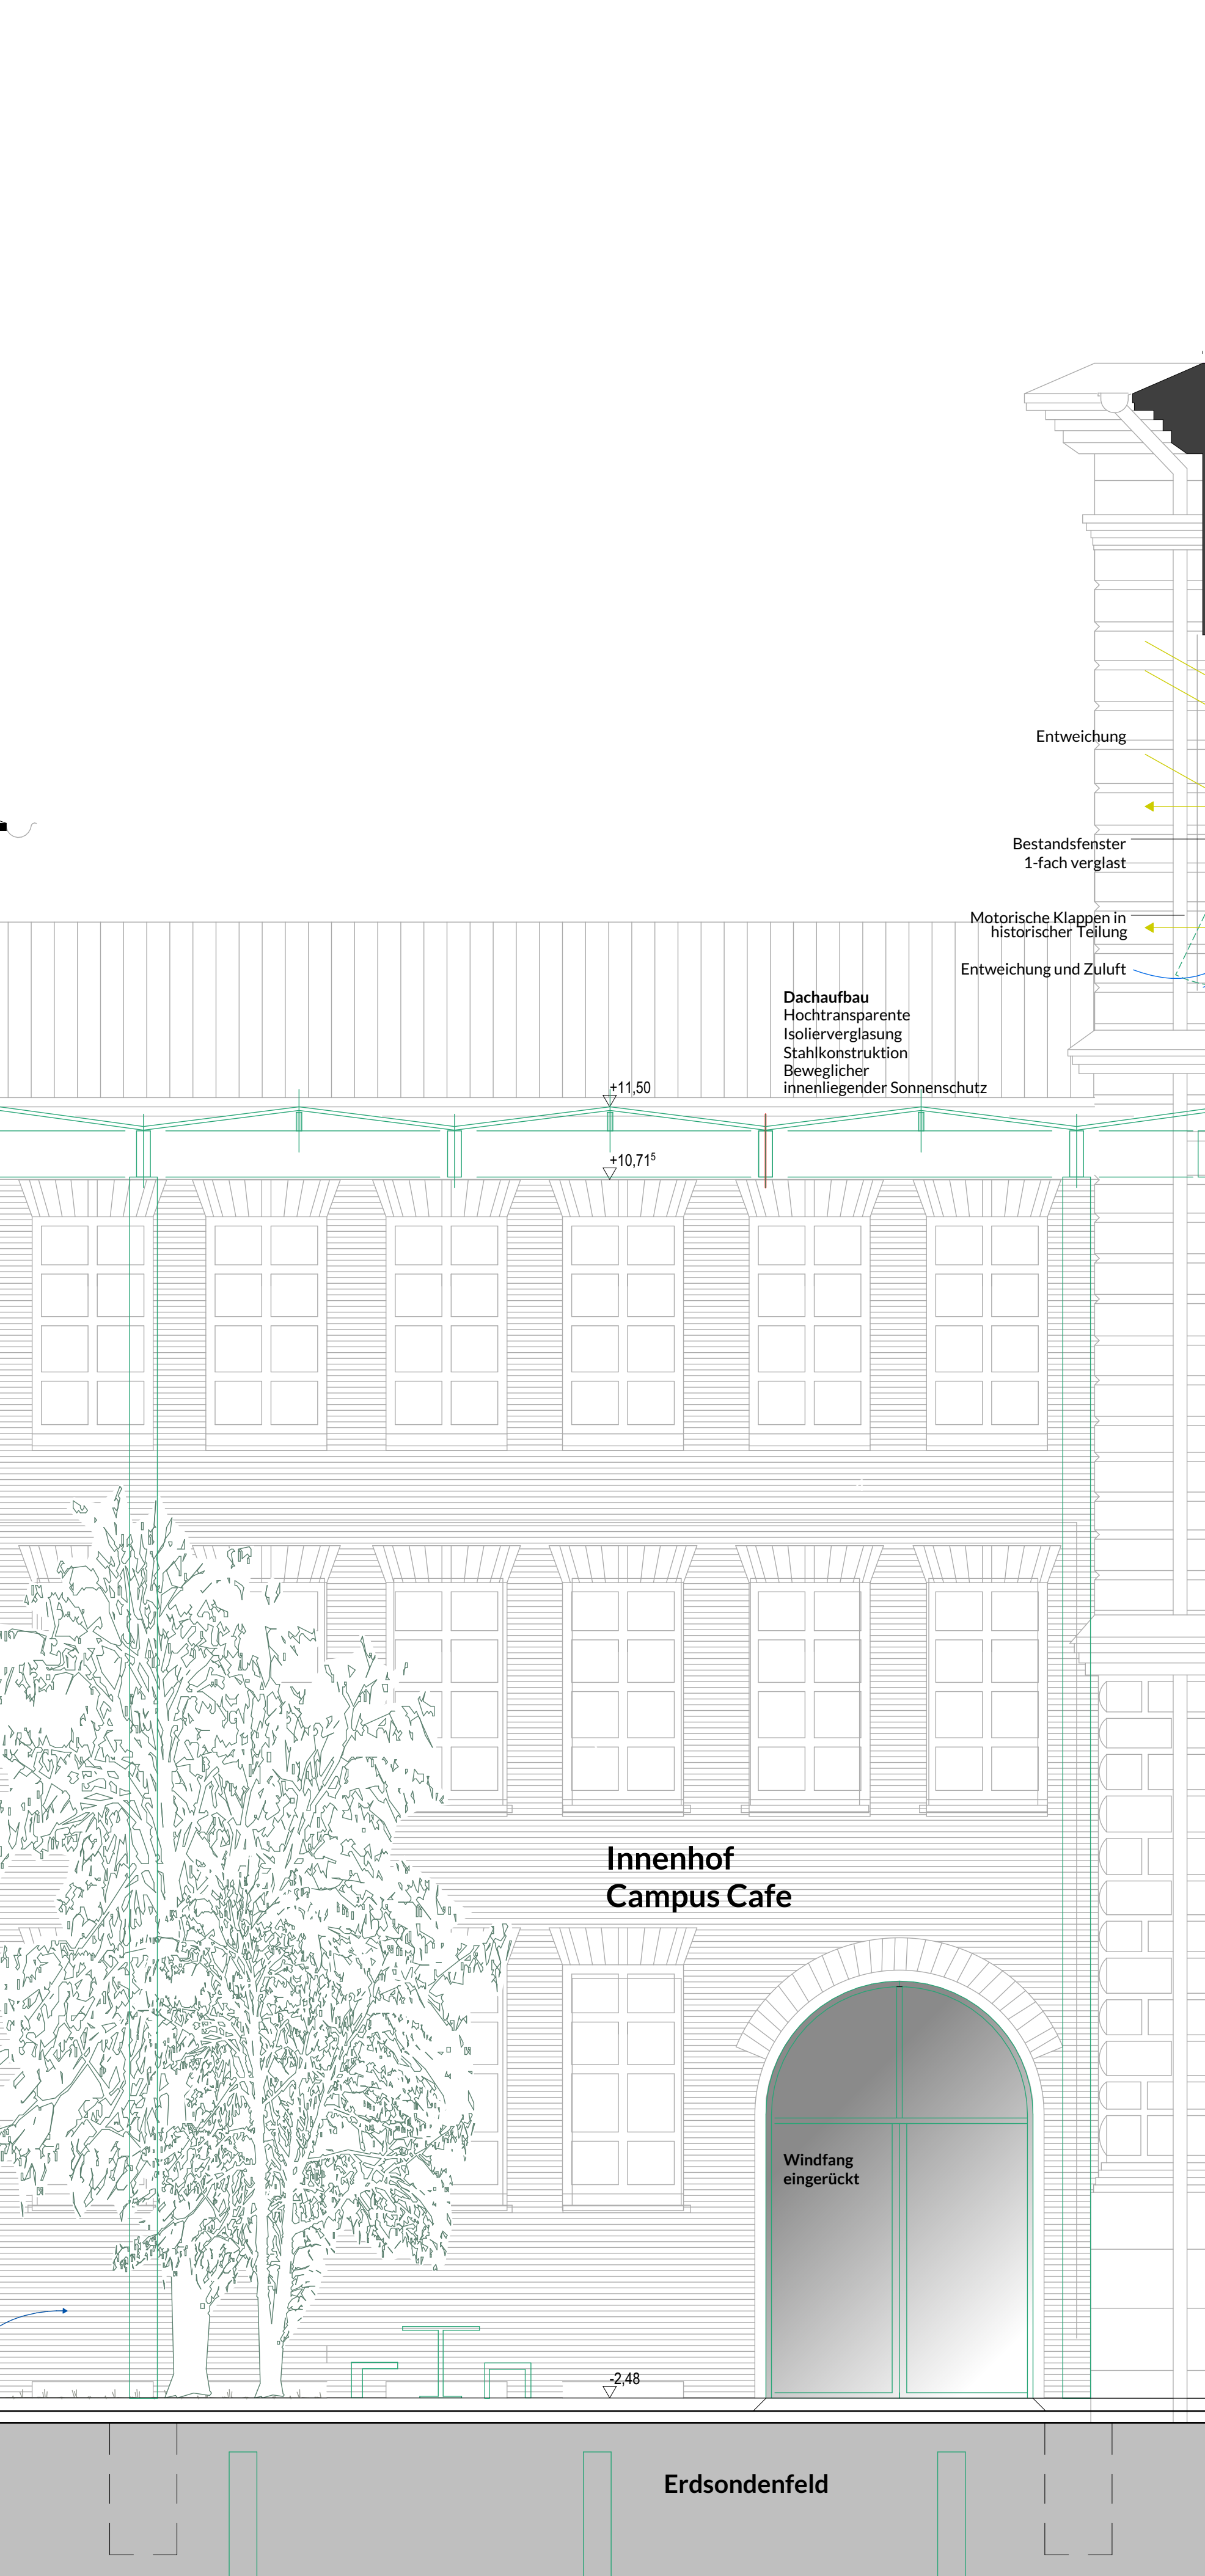 Entweichung
Bestandsfenster
1-fach verglast
Motorische Klappen in
historischer Teilung
Entweichung und Zuluft
Dachaufbau
Hochtransparente
Isolierverglasung
Stahlkonstruktion
Beweglicher
innenliegender Sonnenschutz
+11,50
+10,71⁵
Innenhof
Campus Cafe
Windfang
eingerückt
-2,48
Erdsondenfeld